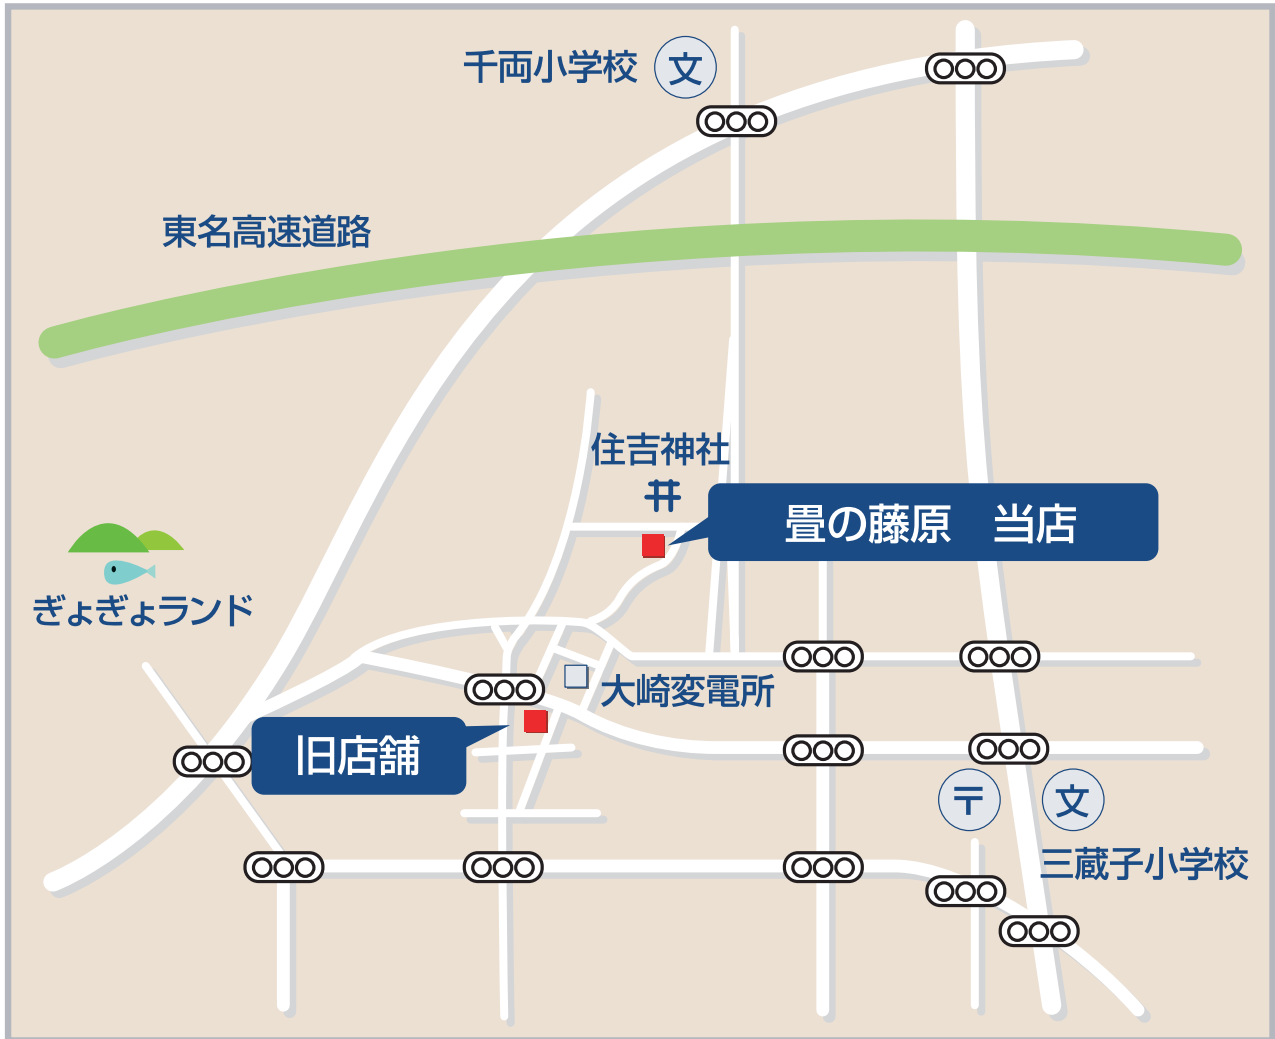 千両小学校 文
東名高速道路
住吉神社
畳の藤原　当店
ぎょぎょランド
大崎変電所
旧店舗
〒 文
三蔵子小学校